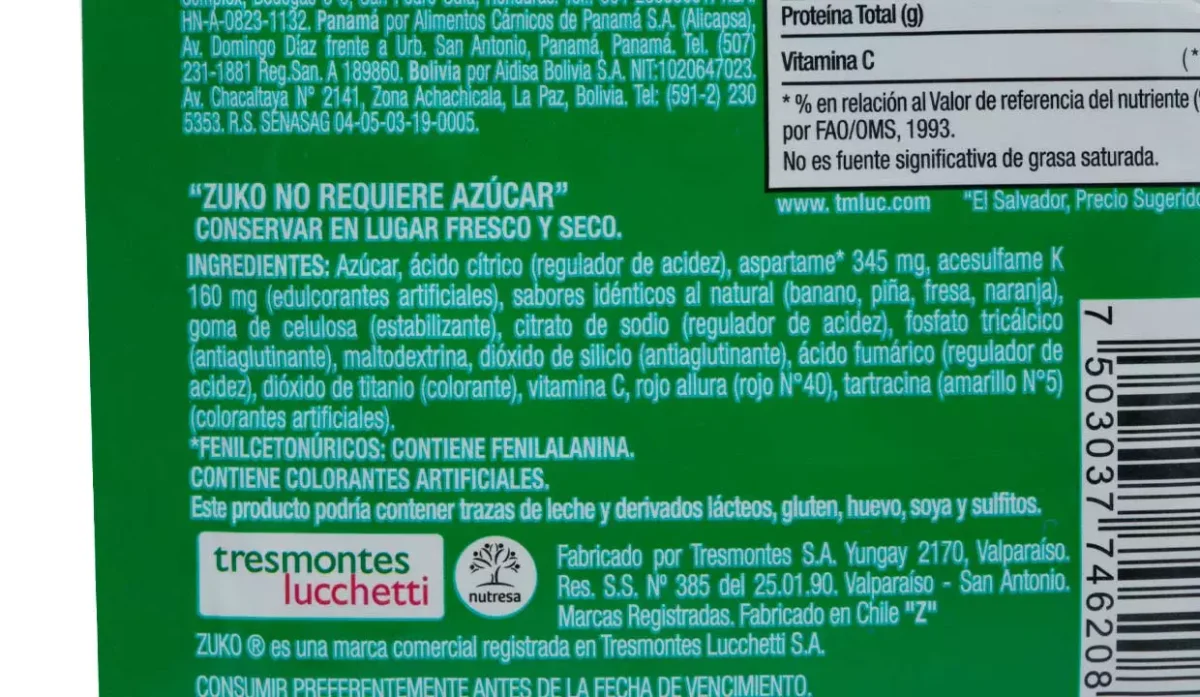 HN-A-0823-1132. Panamá por Alimentos Cárnicos de Panamá S.A. (Alicapsa),
Av. Domingo Díaz frente a Urb. San Antonio, Panamá, Panamá. Tel. (507)
231-1881 Reg.San. A 189860. Bolivia por Aidisa Bolivia S.A. NIT:1020647023.
Av. Chacaltaya N° 2141, Zona Achachicala, La Paz, Bolivia. Tel: (591-2) 230
5353. R.S. SENASAG 04-05-03-19-0005.
Proteína Total (g)
Vitamina C (*
* % en relación al Valor de referencia del nutriente (
por FAO/OMS, 1993.
No es fuente significativa de grasa saturada.
www. tmluc.com "El Salvador, Precio Sugerido
"ZUKO NO REQUIERE AZÚCAR"
CONSERVAR EN LUGAR FRESCO Y SECO.
INGREDIENTES: Azúcar, ácido cítrico (regulador de acidez), aspartame* 345 mg, acesulfame K
160 mg (edulcorantes artificiales), sabores idénticos al natural (banano, piña, fresa, naranja),
goma de celulosa (estabilizante), citrato de sodio (regulador de acidez), fosfato tricálcico
(antiaglutinante), maltodextrina, dióxido de silicio (antiaglutinante), ácido fumárico (regulador de
acidez), dióxido de titanio (colorante), vitamina C, rojo allura (rojo N°40), tartracina (amarillo N°5)
(colorantes artificiales).
*FENILCETONÚRICOS: CONTIENE FENILALANINA.
CONTIENE COLORANTES ARTIFICIALES.
Este producto podría contener trazas de leche y derivados lácteos, gluten, huevo, soya y sulfitos.
tresmontes
lucchetti
nutresa
Fabricado por Tresmontes S.A. Yungay 2170, Valparaíso.
Res. S.S. N° 385 del 25.01.90. Valparaíso - San Antonio.
Marcas Registradas. Fabricado en Chile "Z"
ZUKO ® es una marca comercial registrada en Tresmontes Lucchetti S.A.
CONSUMIR PREFERENTEMENTE ANTES DE LA FECHA DE VENCIMIENTO.
7 503037 746208